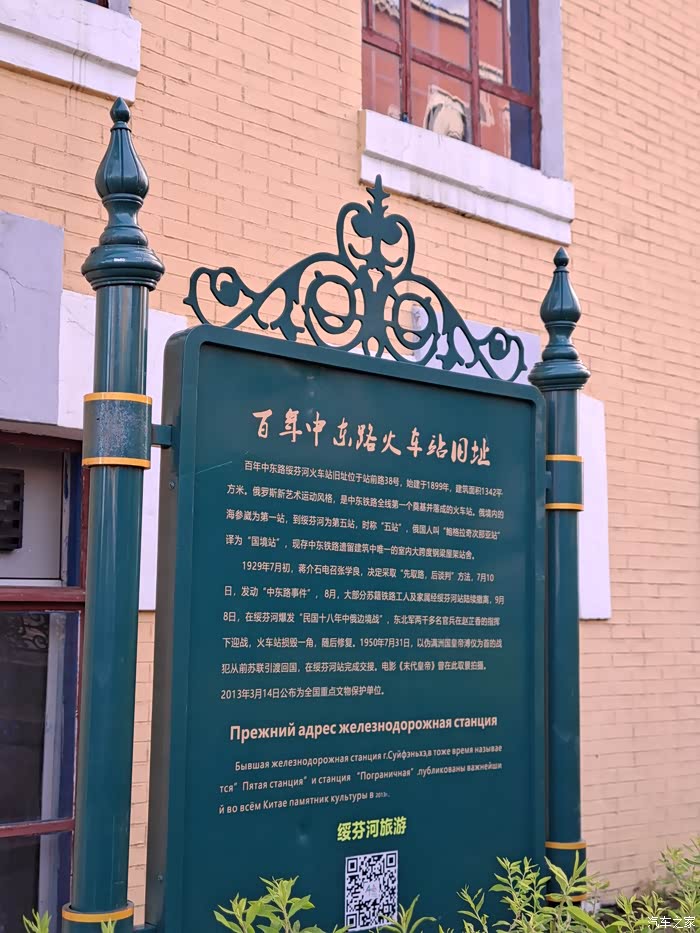 百年中东路火车站旧址
百年中东路绥芬河火车站旧址位于站前路38号，始建于1899年，建筑面积1342平
方米。俄罗斯新艺术运动风格，是中东铁路全线第一个奠基并落成的火车站。俄境内的
海参崴为第一站，到绥芬河为第五站，时称“五站”，俄国人叫“帕格拉奇次那亚站”
译为“国境站”，现存中东铁路遗留建筑中唯一的室内大跨度钢梁屋架站舍。
1929年7月初，蒋介石电召张学良，决定采取“先取路，后谈判”方法，7月10
日，发动“中东路事件”，8月，大部分苏籍铁路工人及家属经绥芬河站陆续撤离，9月
8日，在绥芬河爆发“民国十八年中俄边境战”，东北军两千多名官兵在赵芷香的指挥
下迎战，火车站损毁一角，随后修复。1950年7月31日，以伪满洲国皇帝溥仪为首的战
犯从前苏联引渡回国，在绥芬河站完成交接。电影《末代皇帝》曾在此取景拍摄。
2013年3月14日公布为全国重点文物保护单位。
Прежний адрес железнодорожная станция
Бывшая железнодорожная станция г.Суйфэньхэ,в тоже время называе
тся” Пятая станция” и станция “Пограничная” .публикованы важнейши
й во всём Китае памятник культуры в 2013г.
绥芬河旅游
汽车之家